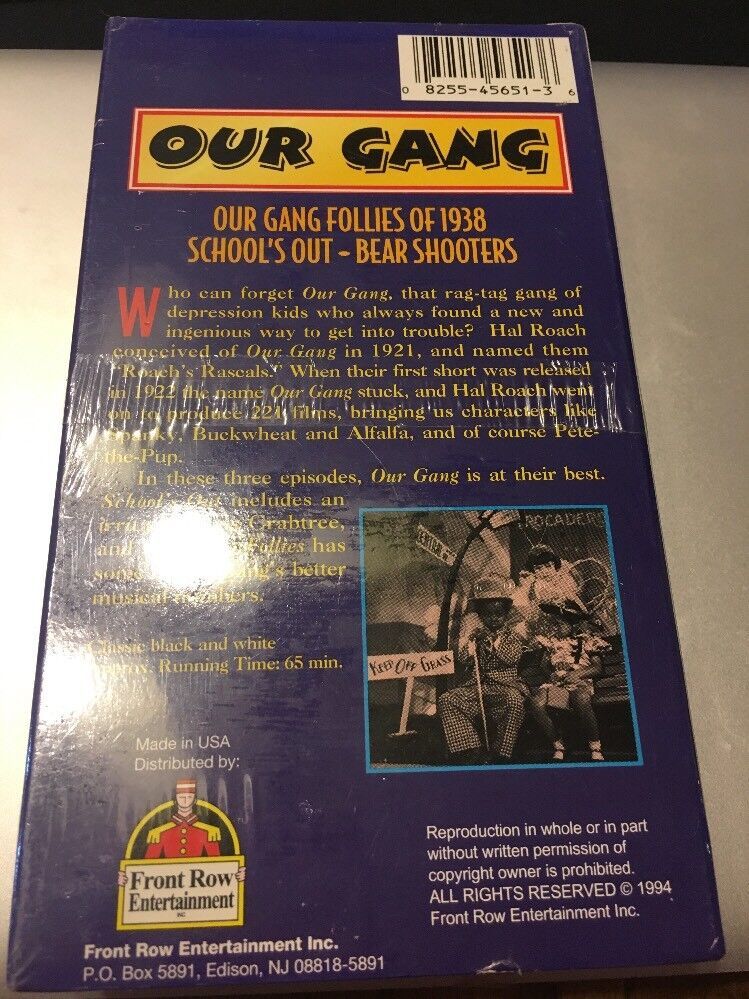 0 8255-45651-3 6
OUR GANG
OUR GANG FOLLIES OF 1938
SCHOOL'S OUT - BEAR SHOOTERS
Who can forget Our Gang, that rag-tag gang of
depression kids who always found a new and
ingenious way to get into trouble? Hal Roach
conceived of Our Gang in 1921, and named them
"Roach's Rascals." When their first short was released
in 1922 the name Our Gang stuck, and Hal Roach went
on to produce 221 films, bringing us characters like
Spanky, Buckwheat and Alfalfa, and of course Pete-
the-Pup.
In these three episodes, Our Gang is at their best.
School's Out includes an
Crabtree,
and Follies has
some better
musical numbers.
Classic black and white
Approx. Running Time: 65 min.
TROCADERO
KEEP OFF GRASS
Made in USA
Distributed by:
Front Row
Entertainment
INC
Front Row Entertainment Inc.
P.O. Box 5891, Edison, NJ 08818-5891
Reproduction in whole or in part
without written permission of
copyright owner is prohibited.
ALL RIGHTS RESERVED © 1994
Front Row Entertainment Inc.